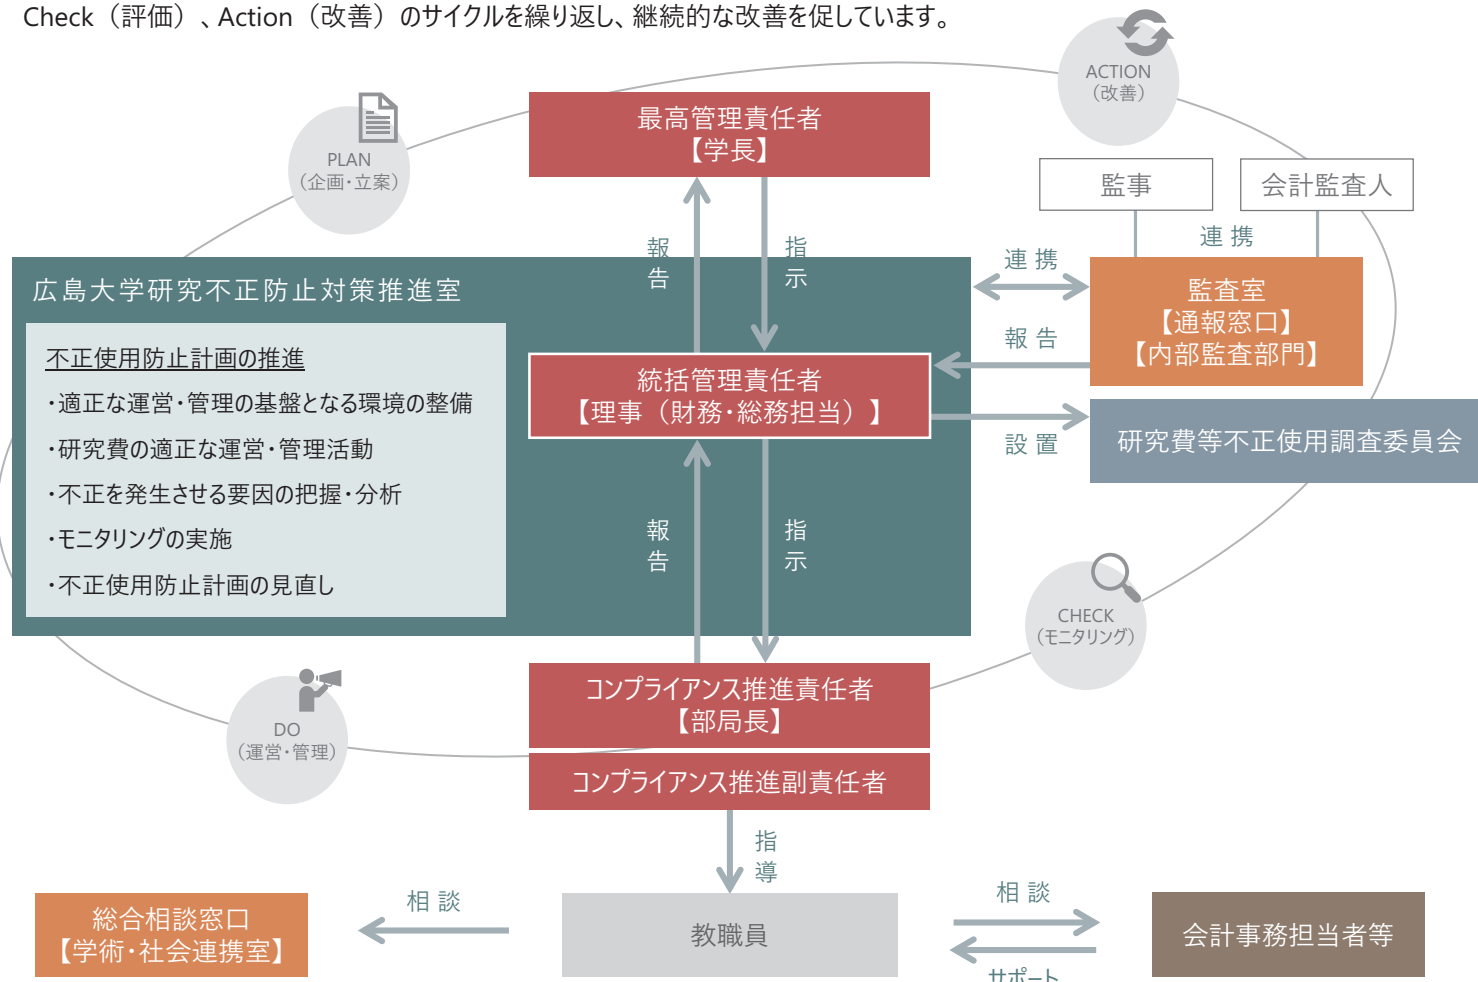 Check（評価）、Action（改善）のサイクルを繰り返し、継続的な改善を促しています。
ACTION
（改善）
PLAN
（企画・立案）
最高管理責任者
【学長】
監事
会計監査人
連携
報告
指示
連携
広島大学研究不正防止対策推進室
監査室
【通報窓口】
【内部監査部門】
報告
不正使用防止計画の推進
・適正な運営・管理の基盤となる環境の整備
・研究費の適正な運営・管理活動
・不正を発生させる要因の把握・分析
・モニタリングの実施
・不正使用防止計画の見直し
統括管理責任者
【理事（財務・総務担当）】
設置
研究費等不正使用調査委員会
報告
指示
CHECK
（モニタリング）
コンプライアンス推進責任者
【部局長】
DO
（運営・管理）
コンプライアンス推進副責任者
指導
総合相談窓口
【学術・社会連携室】
相談
教職員
相談
サポート
会計事務担当者等